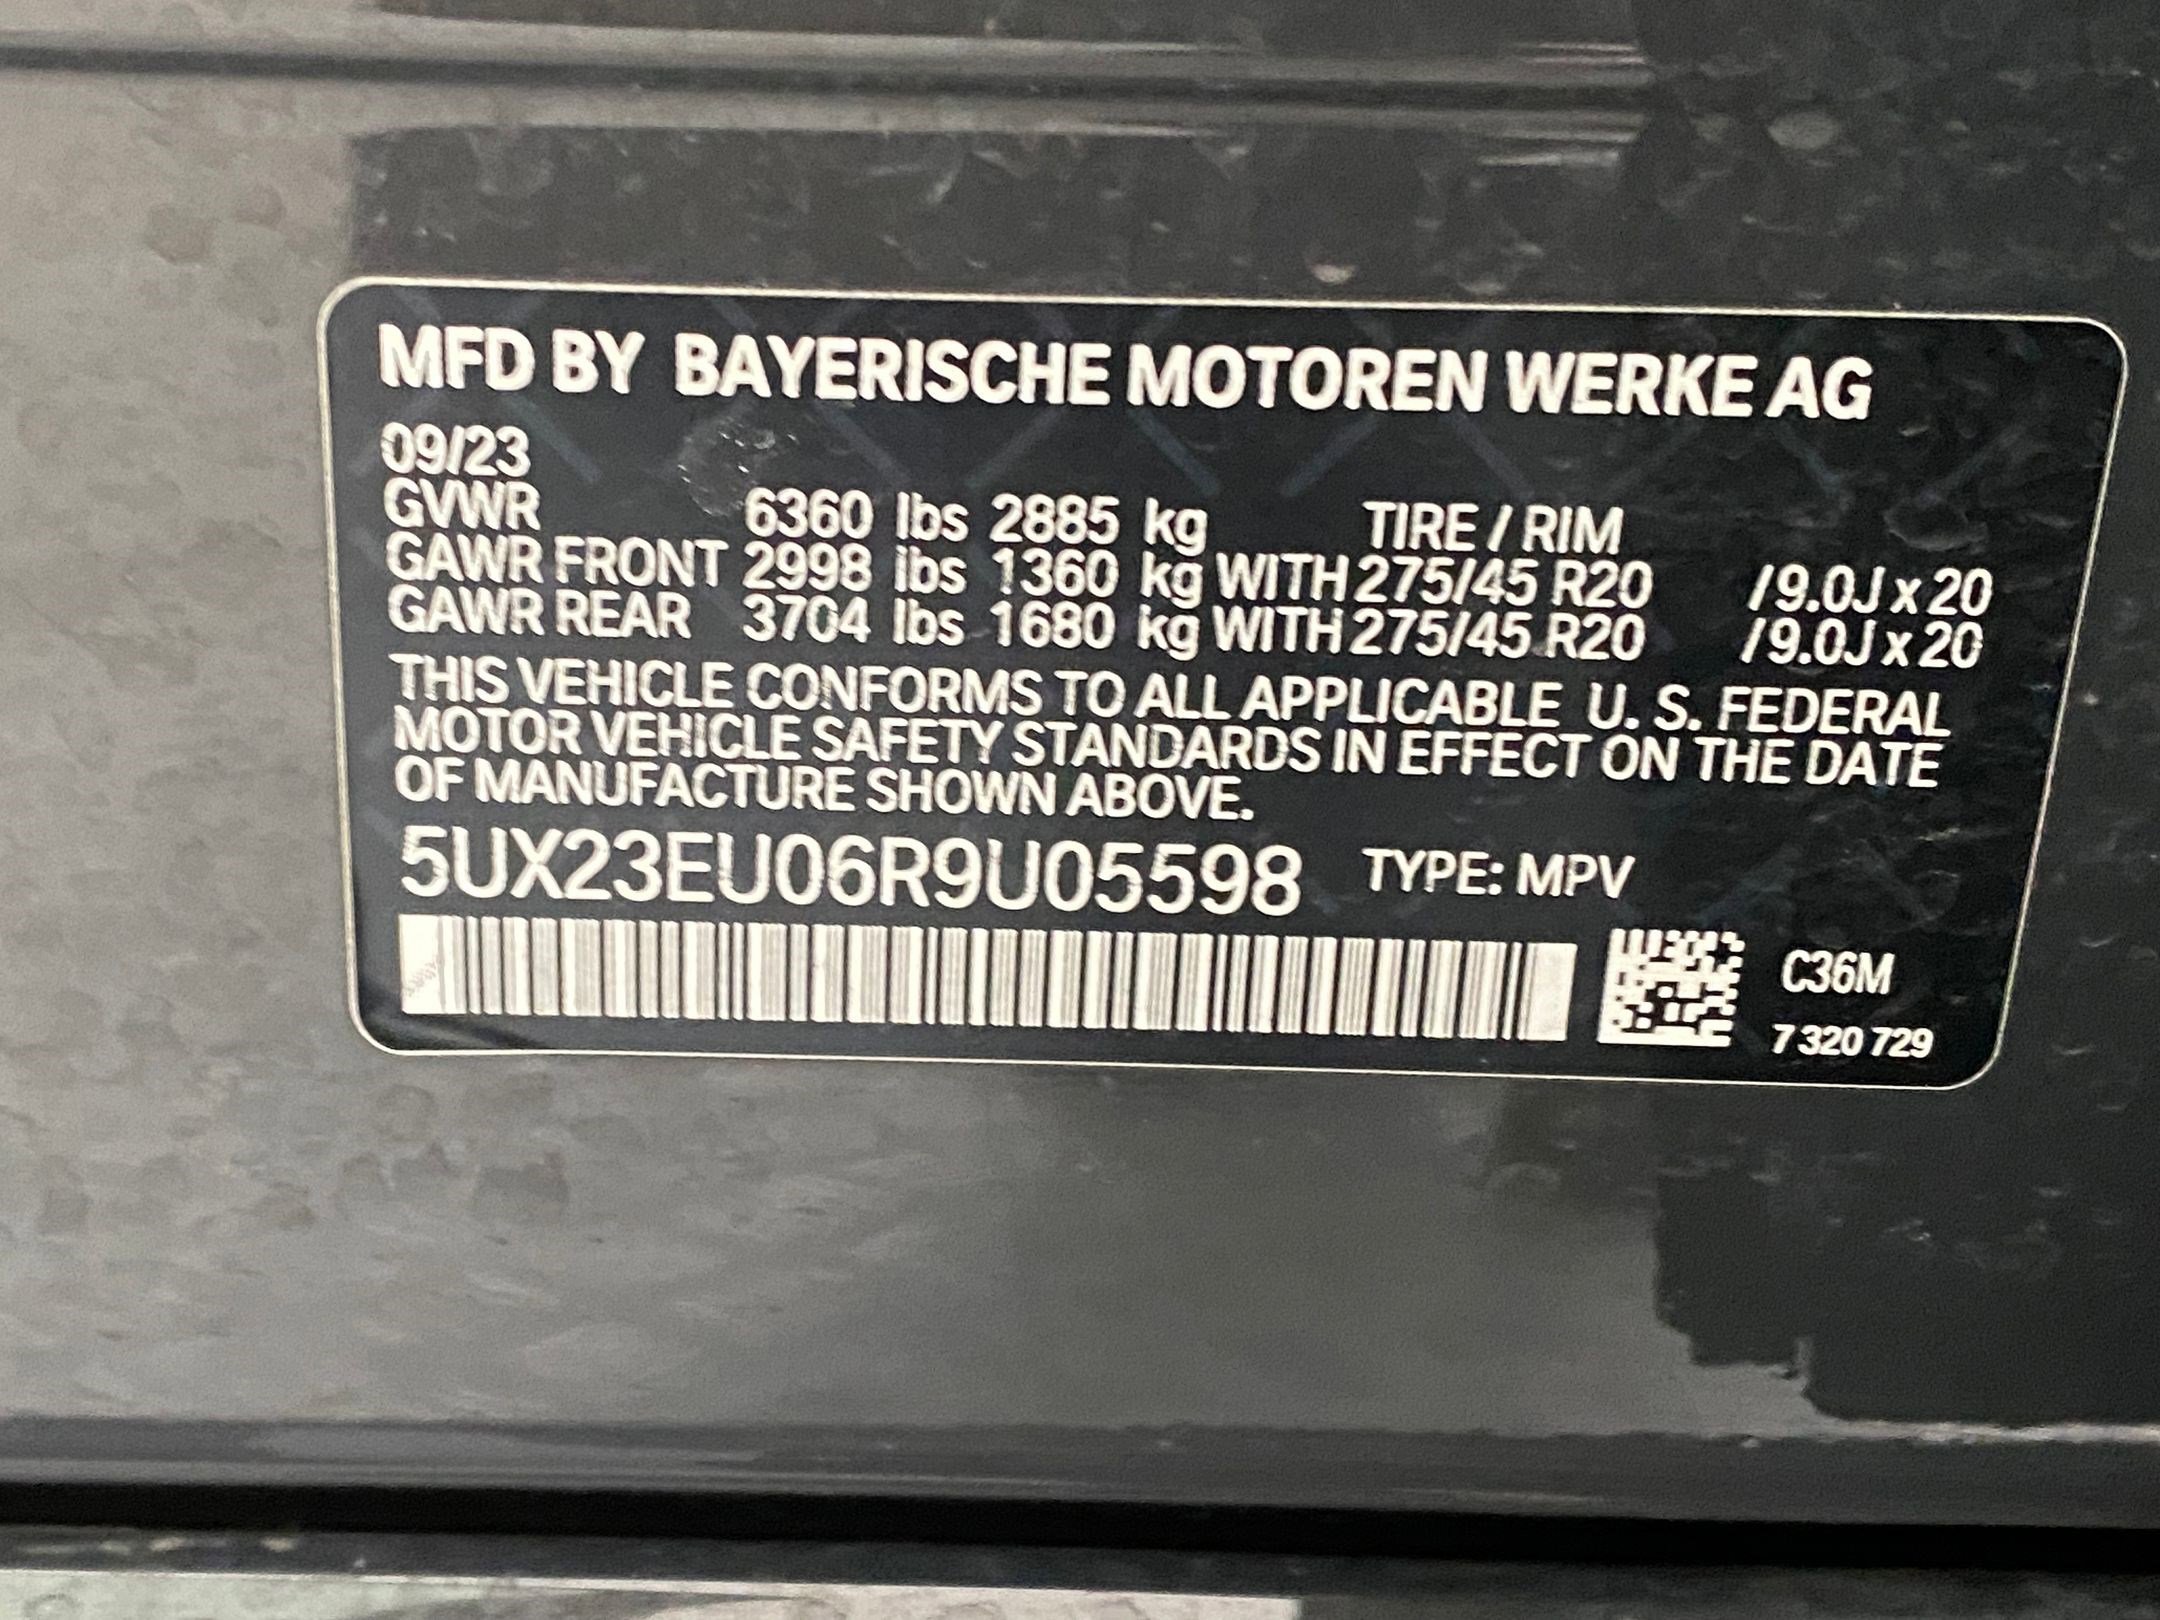 MFD BY BAYERISCHE MOTOREN WERKE AG
09/23
GVWR 6360 lbs 2885 kg TIRE / RIM
GAWR FRONT 2998 lbs 1360 kg WITH 275/45 R20 /9.0J x 20
GAWR REAR 3704 lbs 1680 kg WITH 275/45 R20 /9.0J x 20
THIS VEHICLE CONFORMS TO ALL APPLICABLE U. S. FEDERAL
MOTOR VEHICLE SAFETY STANDARDS IN EFFECT ON THE DATE
OF MANUFACTURE SHOWN ABOVE.
5UX23EU06R9U05598 TYPE: MPV
C36M
7 320 729